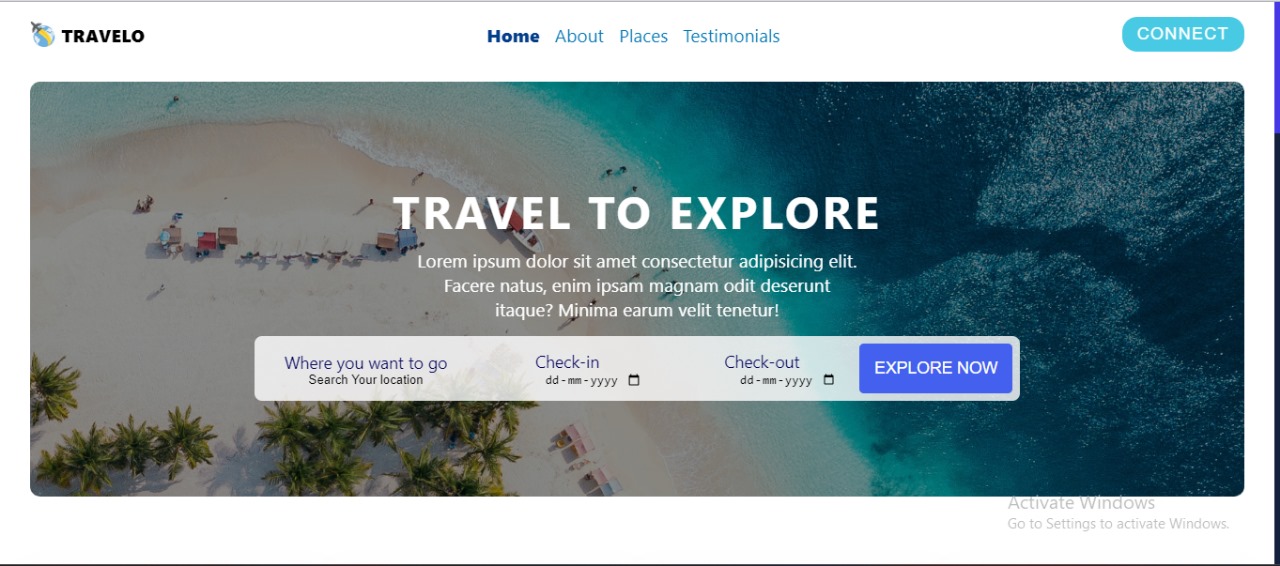 TRAVELO
Home About Places Testimonials
CONNECT
TRAVEL TO EXPLORE
Lorem ipsum dolor sit amet consectetur adipisicing elit.
Facere natus, enim ipsam magnam odit deserunt
itaque? Minima earum velit tenetur!
Where you want to go
Search Your location
Check-in
dd-mm-yyyy
Check-out
dd-mm-yyyy
EXPLORE NOW
Activate Windows
Go to Settings to activate Windows.